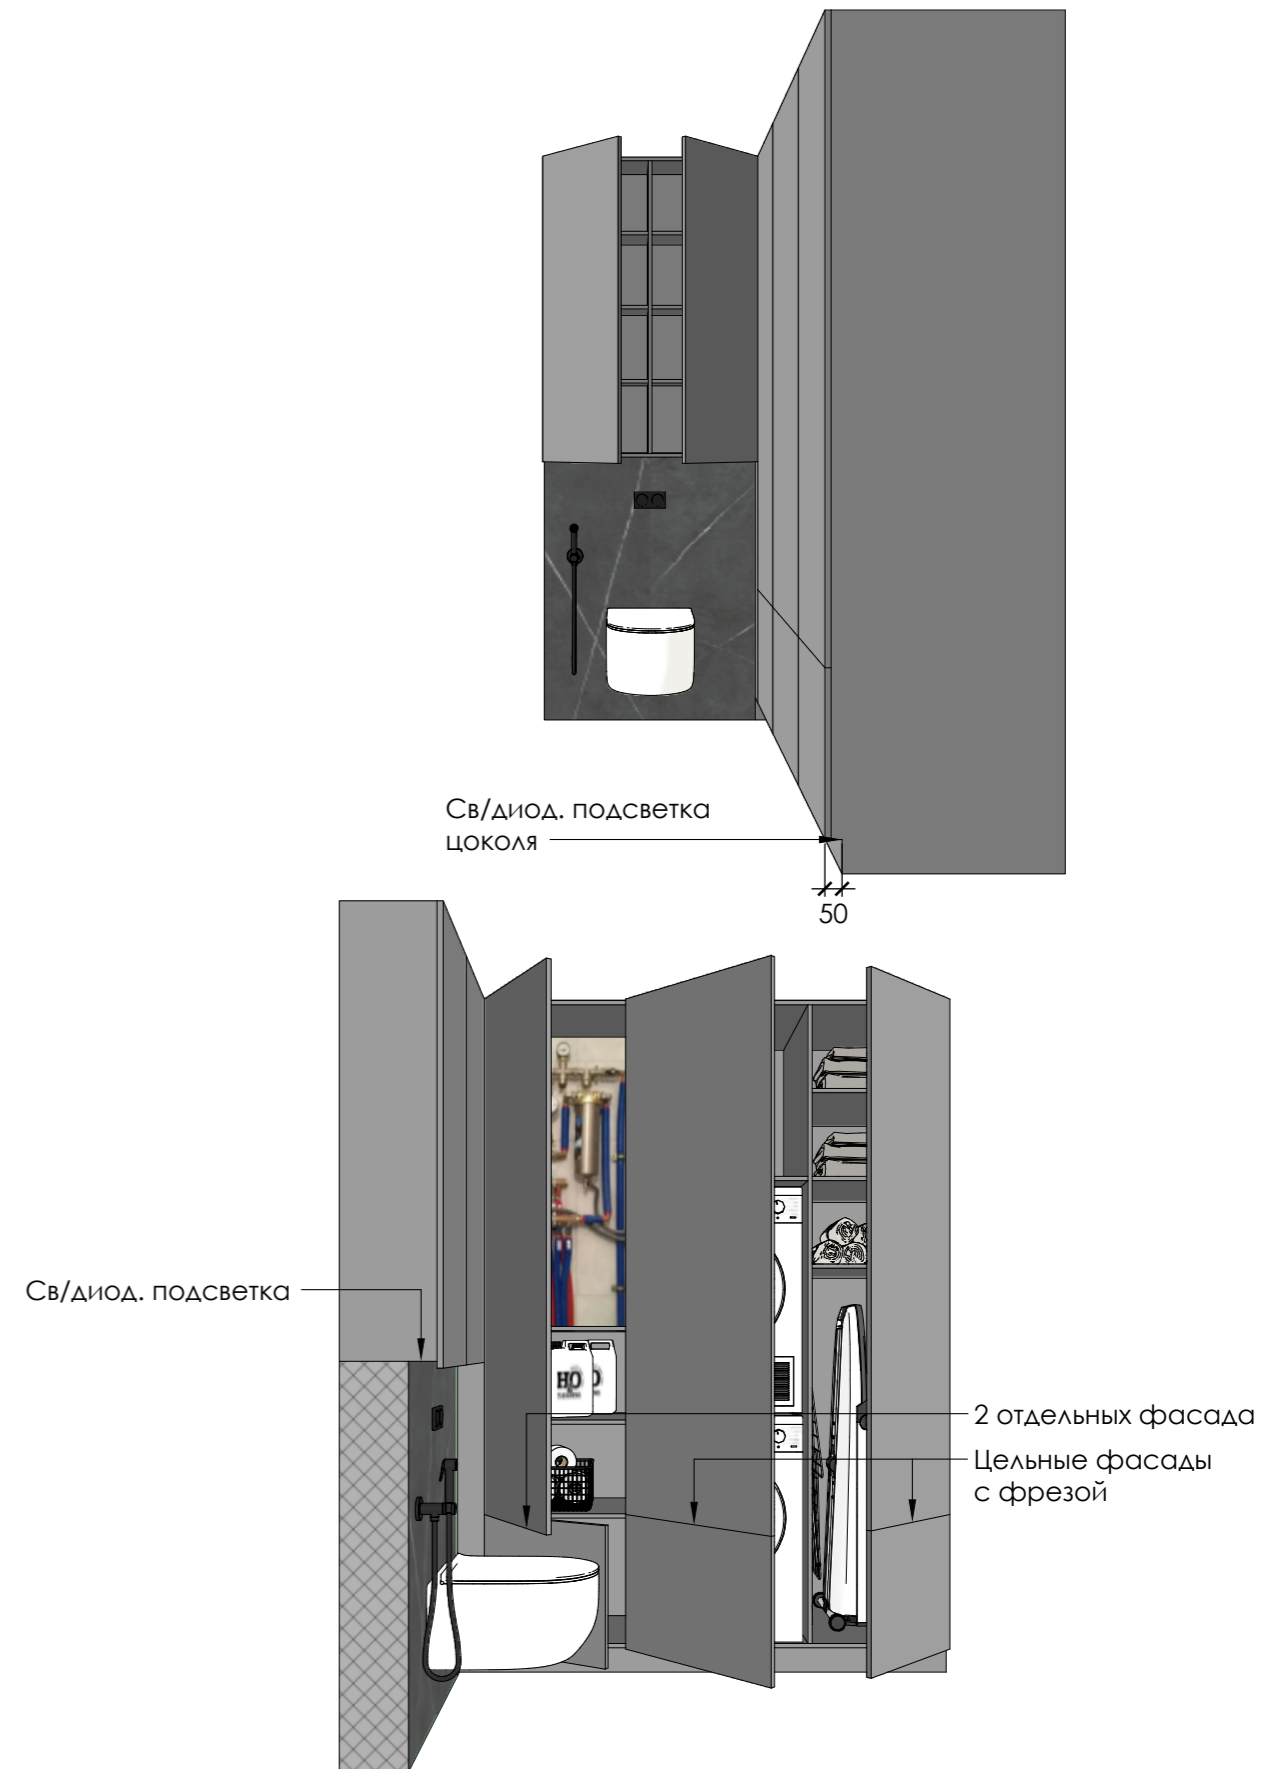 Св/диод. подсветка
цоколя
50
Св/диод. подсветка
2 отдельных фасада
Цельные фасады
с фрезой